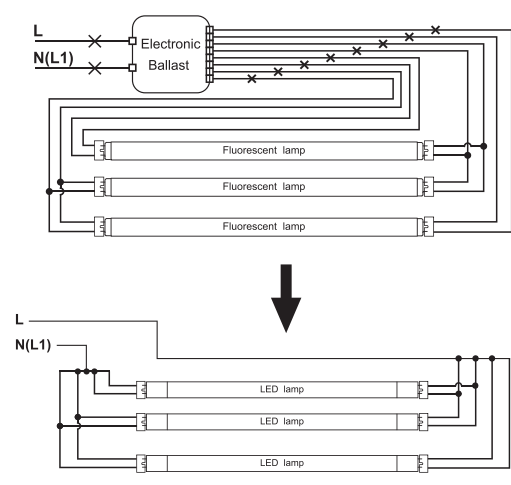 L
Electronic
N(L1)
Ballast
Fluorescent lamp
Fluorescent lamp
Fluorescent lamp
L
N(L1)
LED lamp
LED lamp
LED lamp